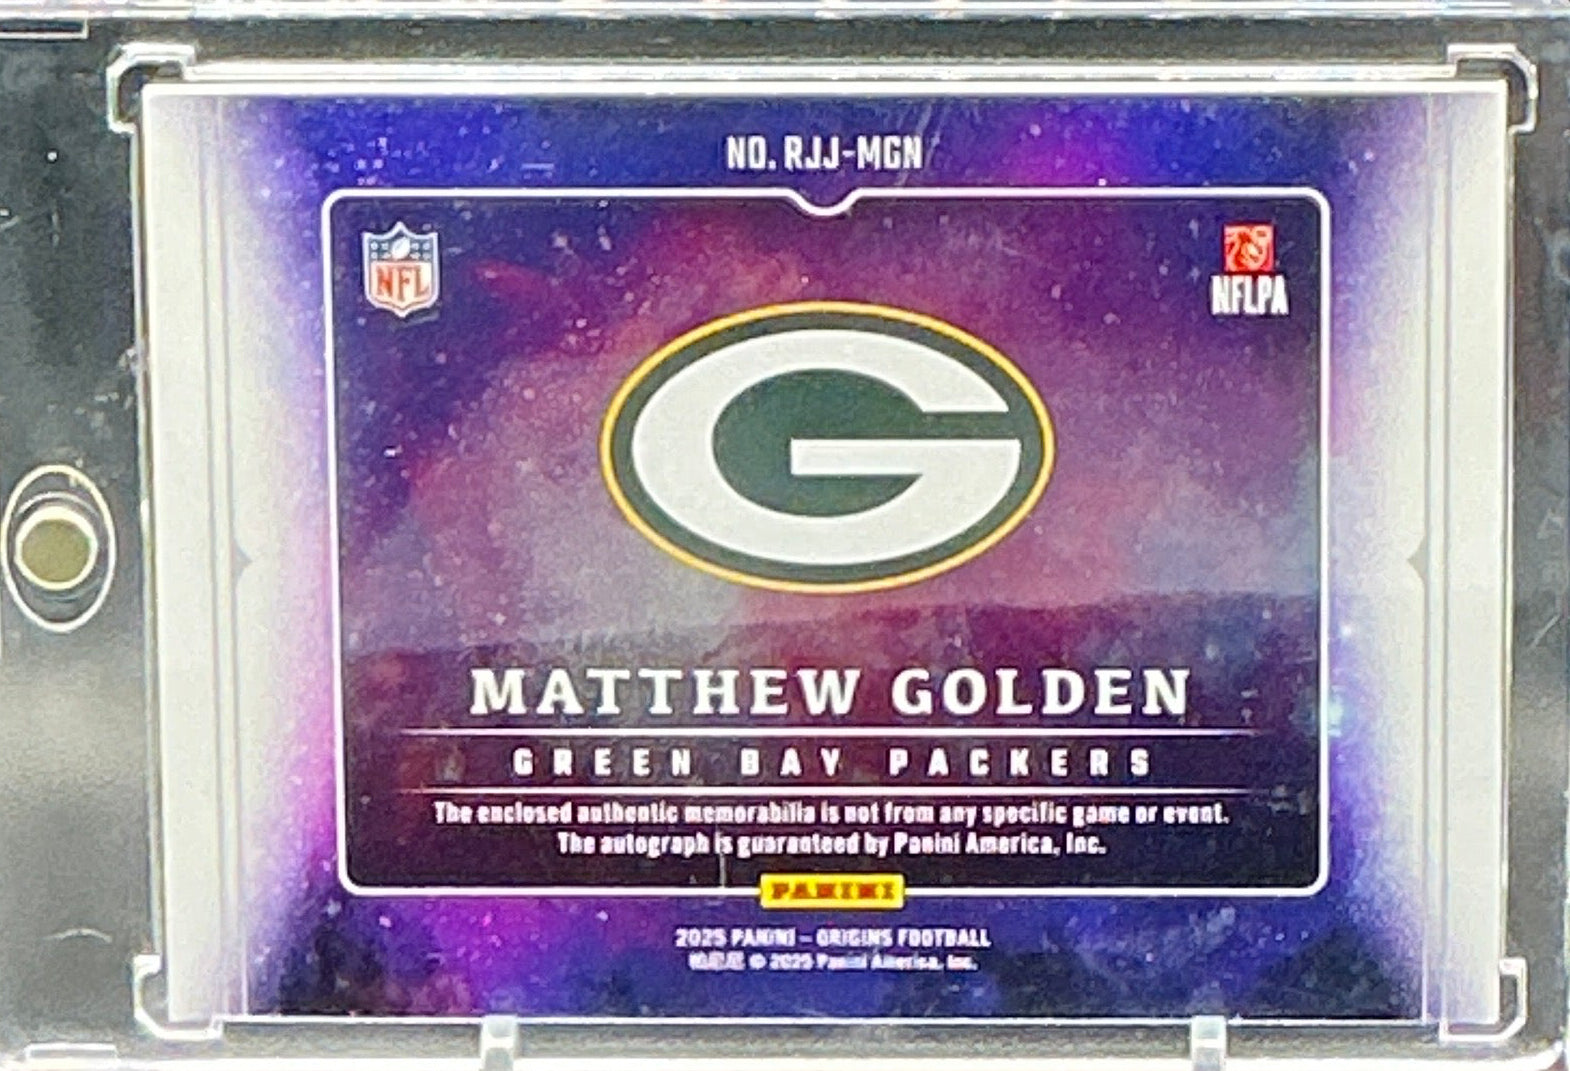 NO. RJJ-MGN
NFL
NFLPA
G
MATTHEW GOLDEN
GREEN BAY PACKERS
The enclosed authentic memorabilia is not from any specific game or event.
The autograph is guaranteed by Panini America, Inc.
PANINI
2025 PANINI – ORIGINS FOOTBALL
© 2025 Panini America, Inc.